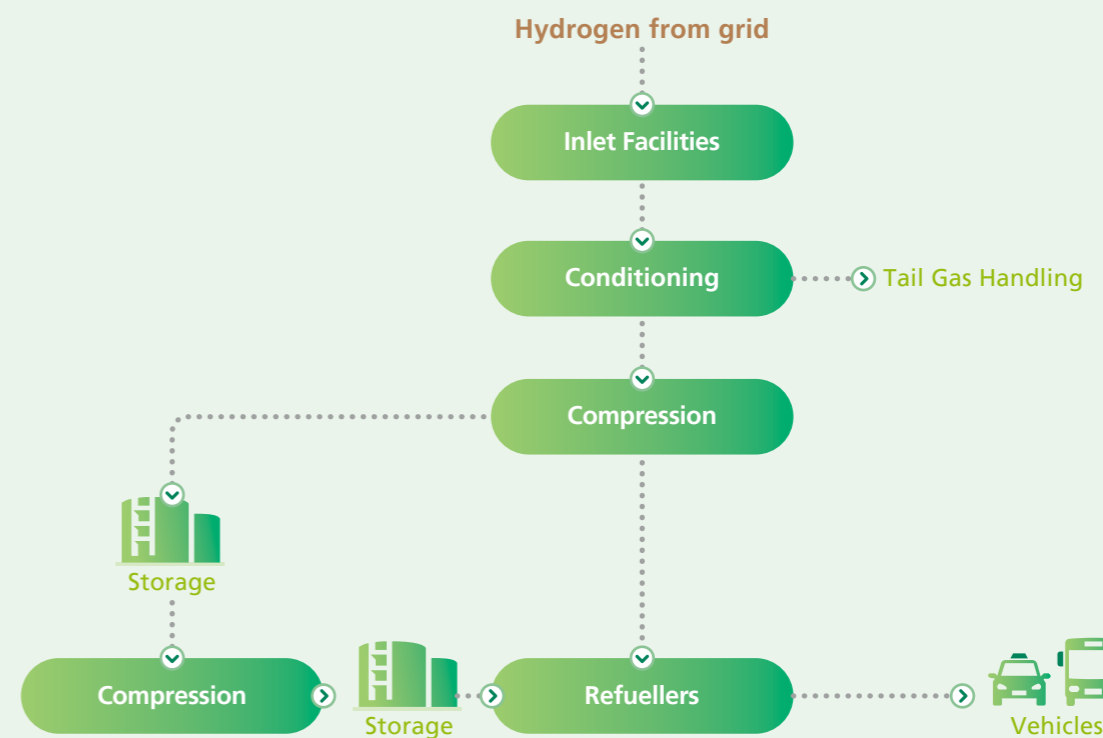 Hydrogen from grid
Inlet Facilities
Conditioning
Tail Gas Handling
Compression
Storage
Compression
Storage
Refuellers
Vehicles